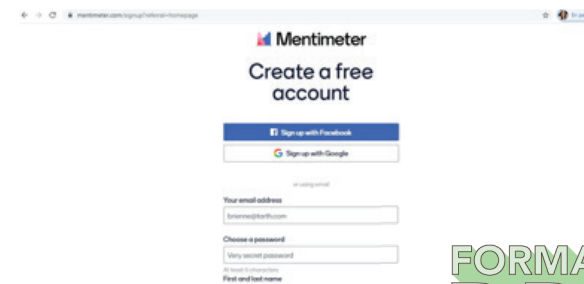 mentimeter.com/signup?referral=homepage
Mentimeter
Create a free
account
Sign up with Facebook
Sign up with Google
or using email
Your email address
brienne@tarth.com
Choose a password
Very secret password
At least 6 characters
First and last name
FORMA